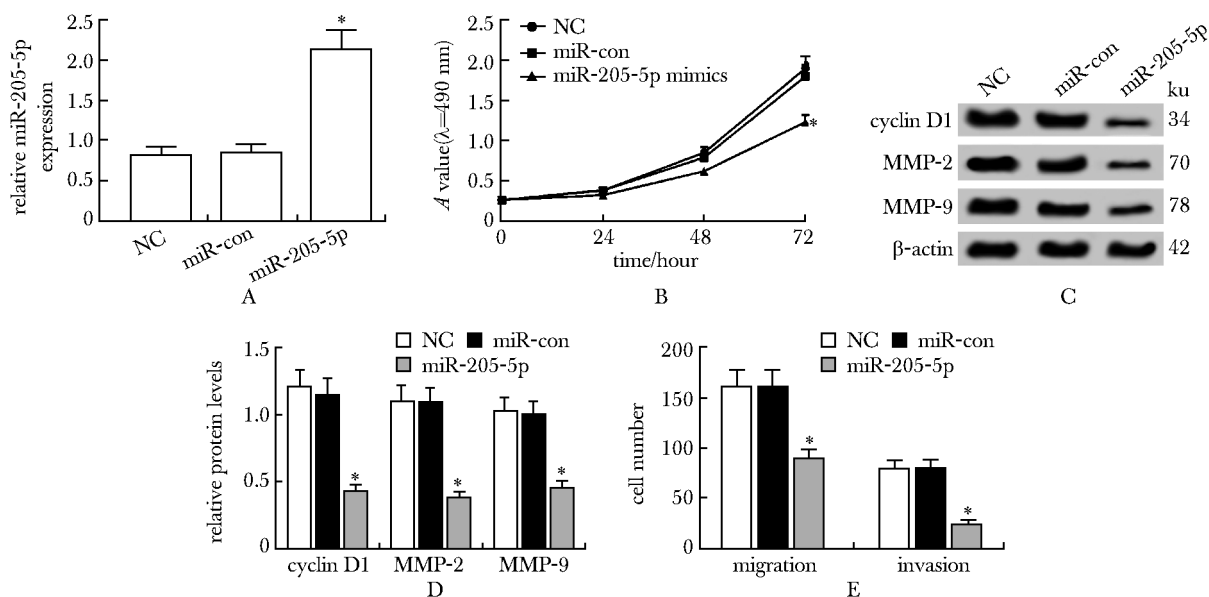 relative miR-205-5p
expression
2.5
2.0
1.5
1.0
0.5
0
*
NC
miR-con
miR-205-5p
A
A value(λ=490 nm)
2.5
2.0
1.5
1.0
0.5
0
NC
miR-con
miR-205-5p mimics
*
0
24
48
72
time/hour
B
NC
miR-con
miR-205-5p
ku
cyclin D1
34
MMP-2
70
MMP-9
78
β-actin
42
C
NC
miR-con
miR-205-5p
relative protein levels
1.5
1.0
0.5
0
*
*
*
cyclin D1
MMP-2
MMP-9
D
NC
miR-con
miR-205-5p
cell number
200
150
100
50
0
*
*
migration
invasion
E